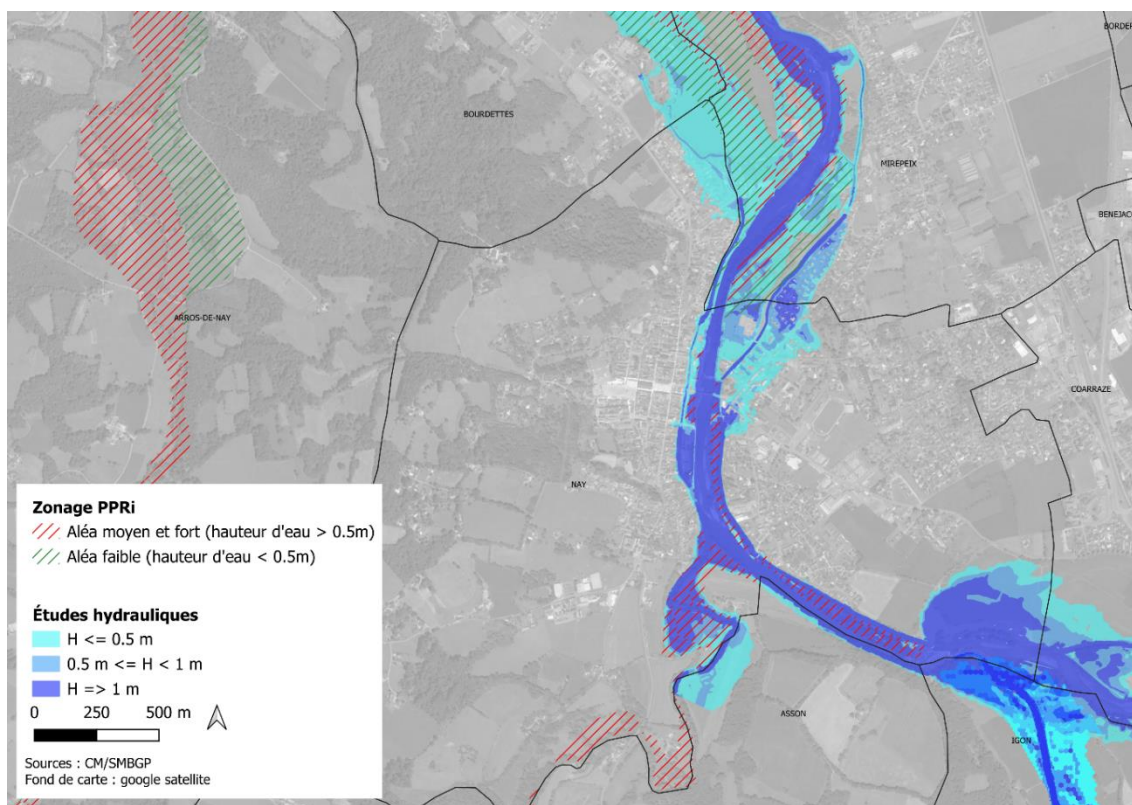 BORDER
BOURDETTES
MIREPEIX
BENEJAC
ARROS-DE-NAY
COARRAZE
NAY
ASSON
IGON
Zonage PPRi
Aléa moyen et fort (hauteur d'eau > 0.5m)
Aléa faible (hauteur d'eau < 0.5m)
Études hydrauliques
H <= 0.5 m
0.5 m <= H < 1 m
H => 1 m
0 250 500 m
Sources : CM/SMBGP
Fond de carte : google satellite